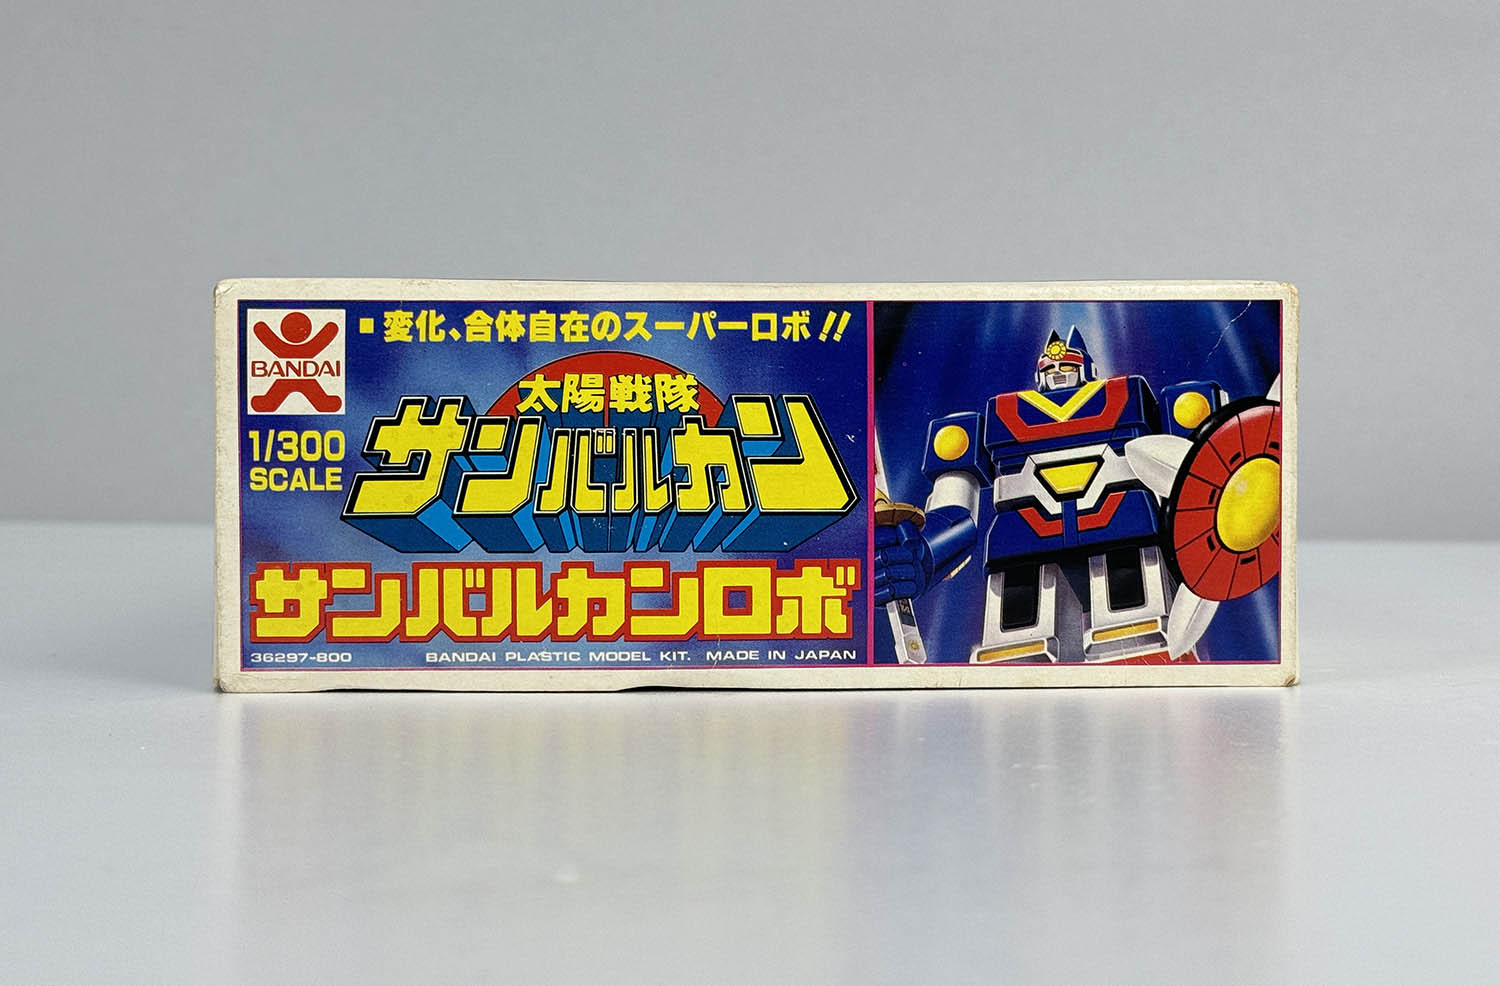 ■変化、合体自在のスーパーロボ!!
BANDAI
1/300
SCALE
太陽戦隊
サンバルカン
サンバルカンロボ
36297-800 BANDAI PLASTIC MODEL KIT. MADE IN JAPAN